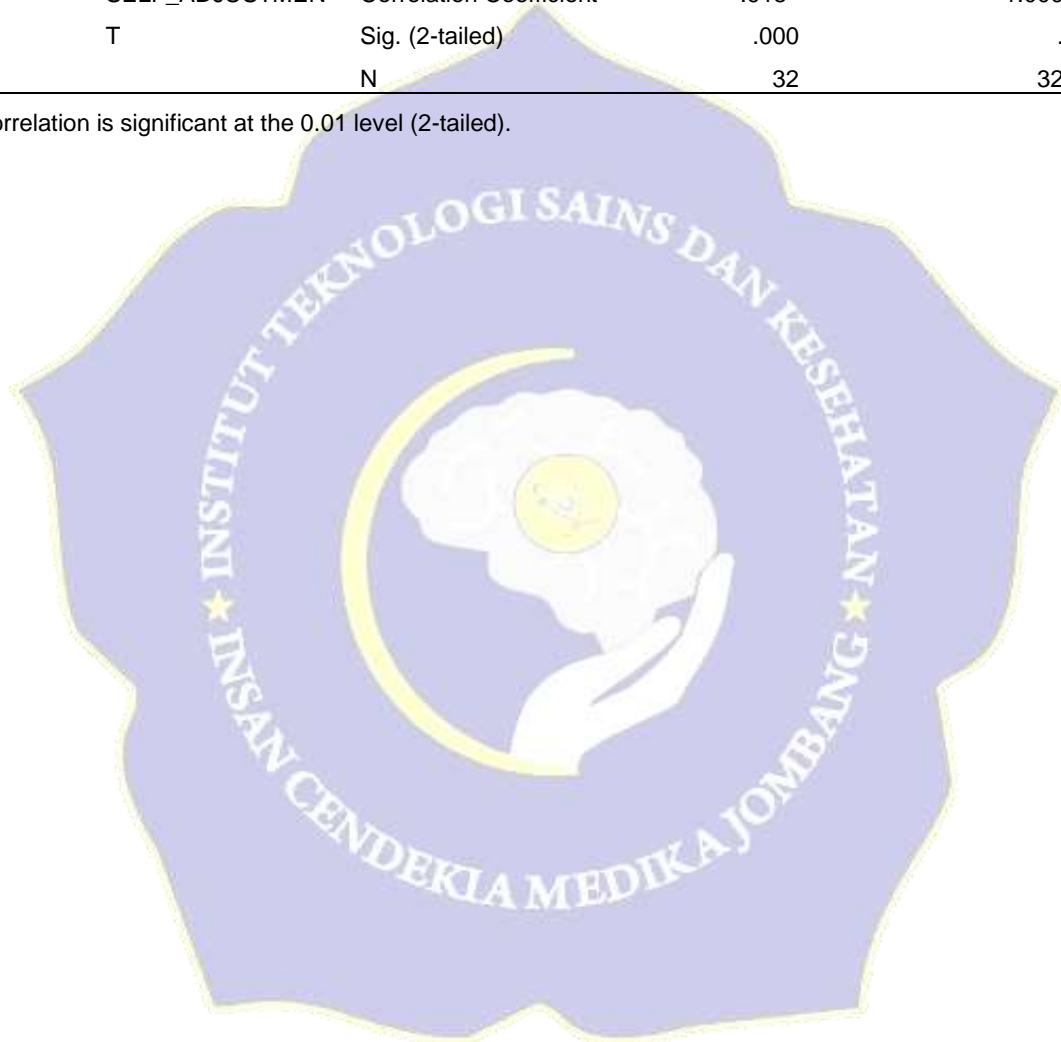 T Sig. (2-tailed) .000 .
N 32 32
orrelation is significant at the 0.01 level (2-tailed).
INSTITUT TEKNOLOGI SAINS DAN KESEHATAN
INSAN CENDEKIA MEDIKA JOMBANG